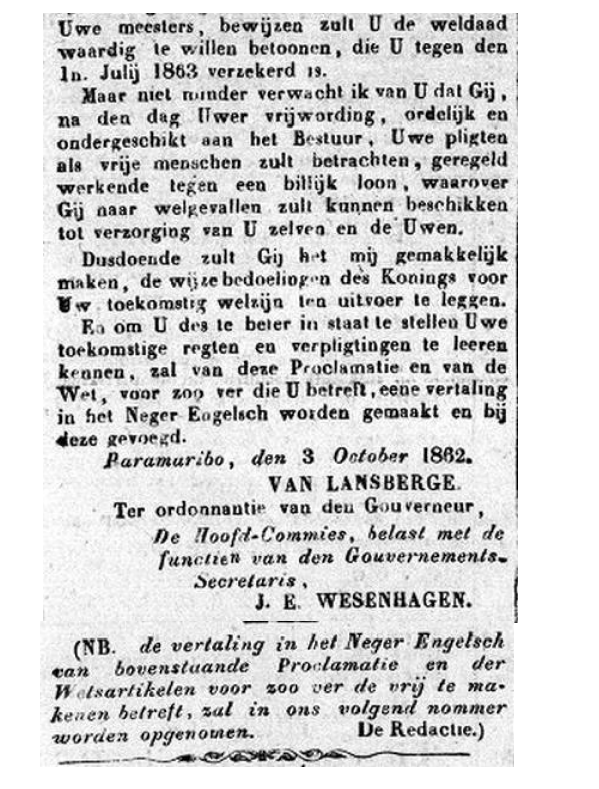 Uwe meesters, bewijzen zult U de weldaad
waardig te willen betoonen, die U tegen den
1n. Julij 1863 verzekerd is.
Maar niet minder verwacht ik van U dat Gij,
na den dag Uwer vrijwording, ordelijk en
ondergeschikt aan het Bestuur, Uwe pligten
als vrije menschen zult betrachten, geregeld
werkende tegen een billijk loon, waarover
Gij naar welgevallen zult kunnen beschikken
tot verzorging van U zelven en de Uwen.
Dusdoende zult Gij het mij gemakkelijk
maken, de wijze bedoelingen des Konings voor
Uw toekomstig welzijn ten uitvoer te leggen.
En om U des te beter in staat te stellen Uwe
toekomstige regten en verpligtingen te leeren
kennen, zal van deze Proclamatie en van de
Wet, voor zoo ver die U betreft, eene vertaling
in het Neger Engelsch worden gemaakt en bij
deze gevoegd.
Paramaribo, den 3 October 1862.
VAN LANSBERGE.
Ter ordonnantie van den Gouverneur,
De Hoofd-Commies, belast met de
functien van den Gouvernements-
Secretaris,
J. E. WESENHAGEN.
(NB. de vertaling in het Neger Engelsch
van bovenstaande Proclamatie en der
Wetsartikelen voor zoo ver de vrij te ma-
kenen betreft, zal in ons volgend nommer
worden opgenomen. De Redactie.)